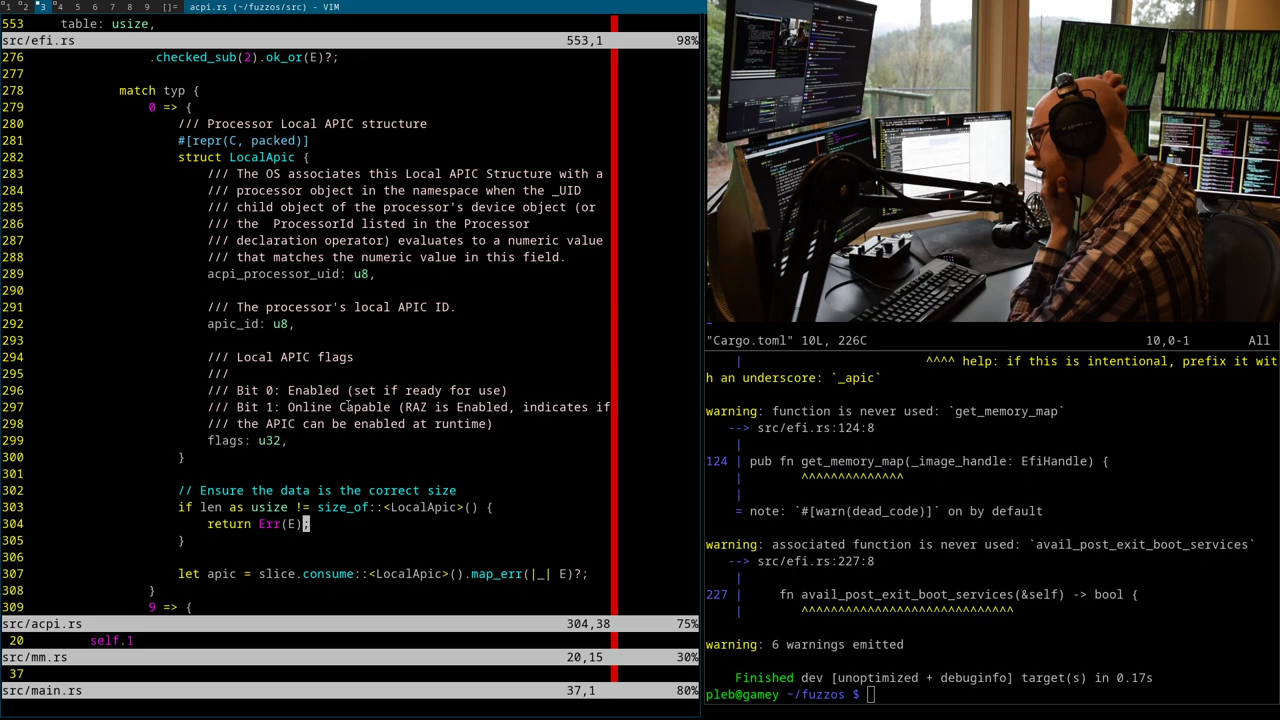 1 2 3 4 5 6 7 8 9 []= acpi.rs (~/fuzzos/src) - VIM
553     table: usize,
src/efi.rs 553,1 98%
276 .checked_sub(2).ok_or(E)?;
277
278 match typ {
279 0 => {
280 /// Processor Local APIC structure
281 #[repr(C, packed)]
282 struct LocalApic {
283 /// The OS associates this Local APIC Structure with a
284 /// processor object in the namespace when the _UID
285 /// child object of the processor's device object (or
286 /// the  ProcessorId listed in the Processor
287 /// declaration operator) evaluates to a numeric value
288 /// that matches the numeric value in this field.
289 acpi_processor_uid: u8,
290
291 /// The processor's local APIC ID.
292 apic_id: u8,
293
294 /// Local APIC flags
295 ///
296 /// Bit 0: Enabled (set if ready for use)
297 /// Bit 1: Online Capable (RAZ is Enabled, indicates if
298 /// the APIC can be enabled at runtime)
299 flags: u32,
300 }
301
302 // Ensure the data is the correct size
303 if len as usize != size_of::<LocalApic>() {
304 return Err(E);
305 }
306
307 let apic = slice.consume::<LocalApic>().map_err(|_| E)?;
308 }
309 9 => {
src/acpi.rs 304,38 75%
20 self.1
src/mm.rs 20,15 30%
37
src/main.rs 37,1 80%
~
"Cargo.toml" 10L, 226C 10,0-1 All
| ^^^^ help: if this is intentional, prefix it wit
h an underscore: `_apic`
warning: function is never used: `get_memory_map`
--> src/efi.rs:124:8
|
124 | pub fn get_memory_map(_image_handle: EfiHandle) {
| ^^^^^^^^^^^^^^
|
= note: `#[warn(dead_code)]` on by default
warning: associated function is never used: `avail_post_exit_boot_services`
--> src/efi.rs:227:8
|
227 | fn avail_post_exit_boot_services(&self) -> bool {
| ^^^^^^^^^^^^^^^^^^^^^^^^^^^^^
warning: 6 warnings emitted
Finished dev [unoptimized + debuginfo] target(s) in 0.17s
pleb@gamey ~/fuzzos $